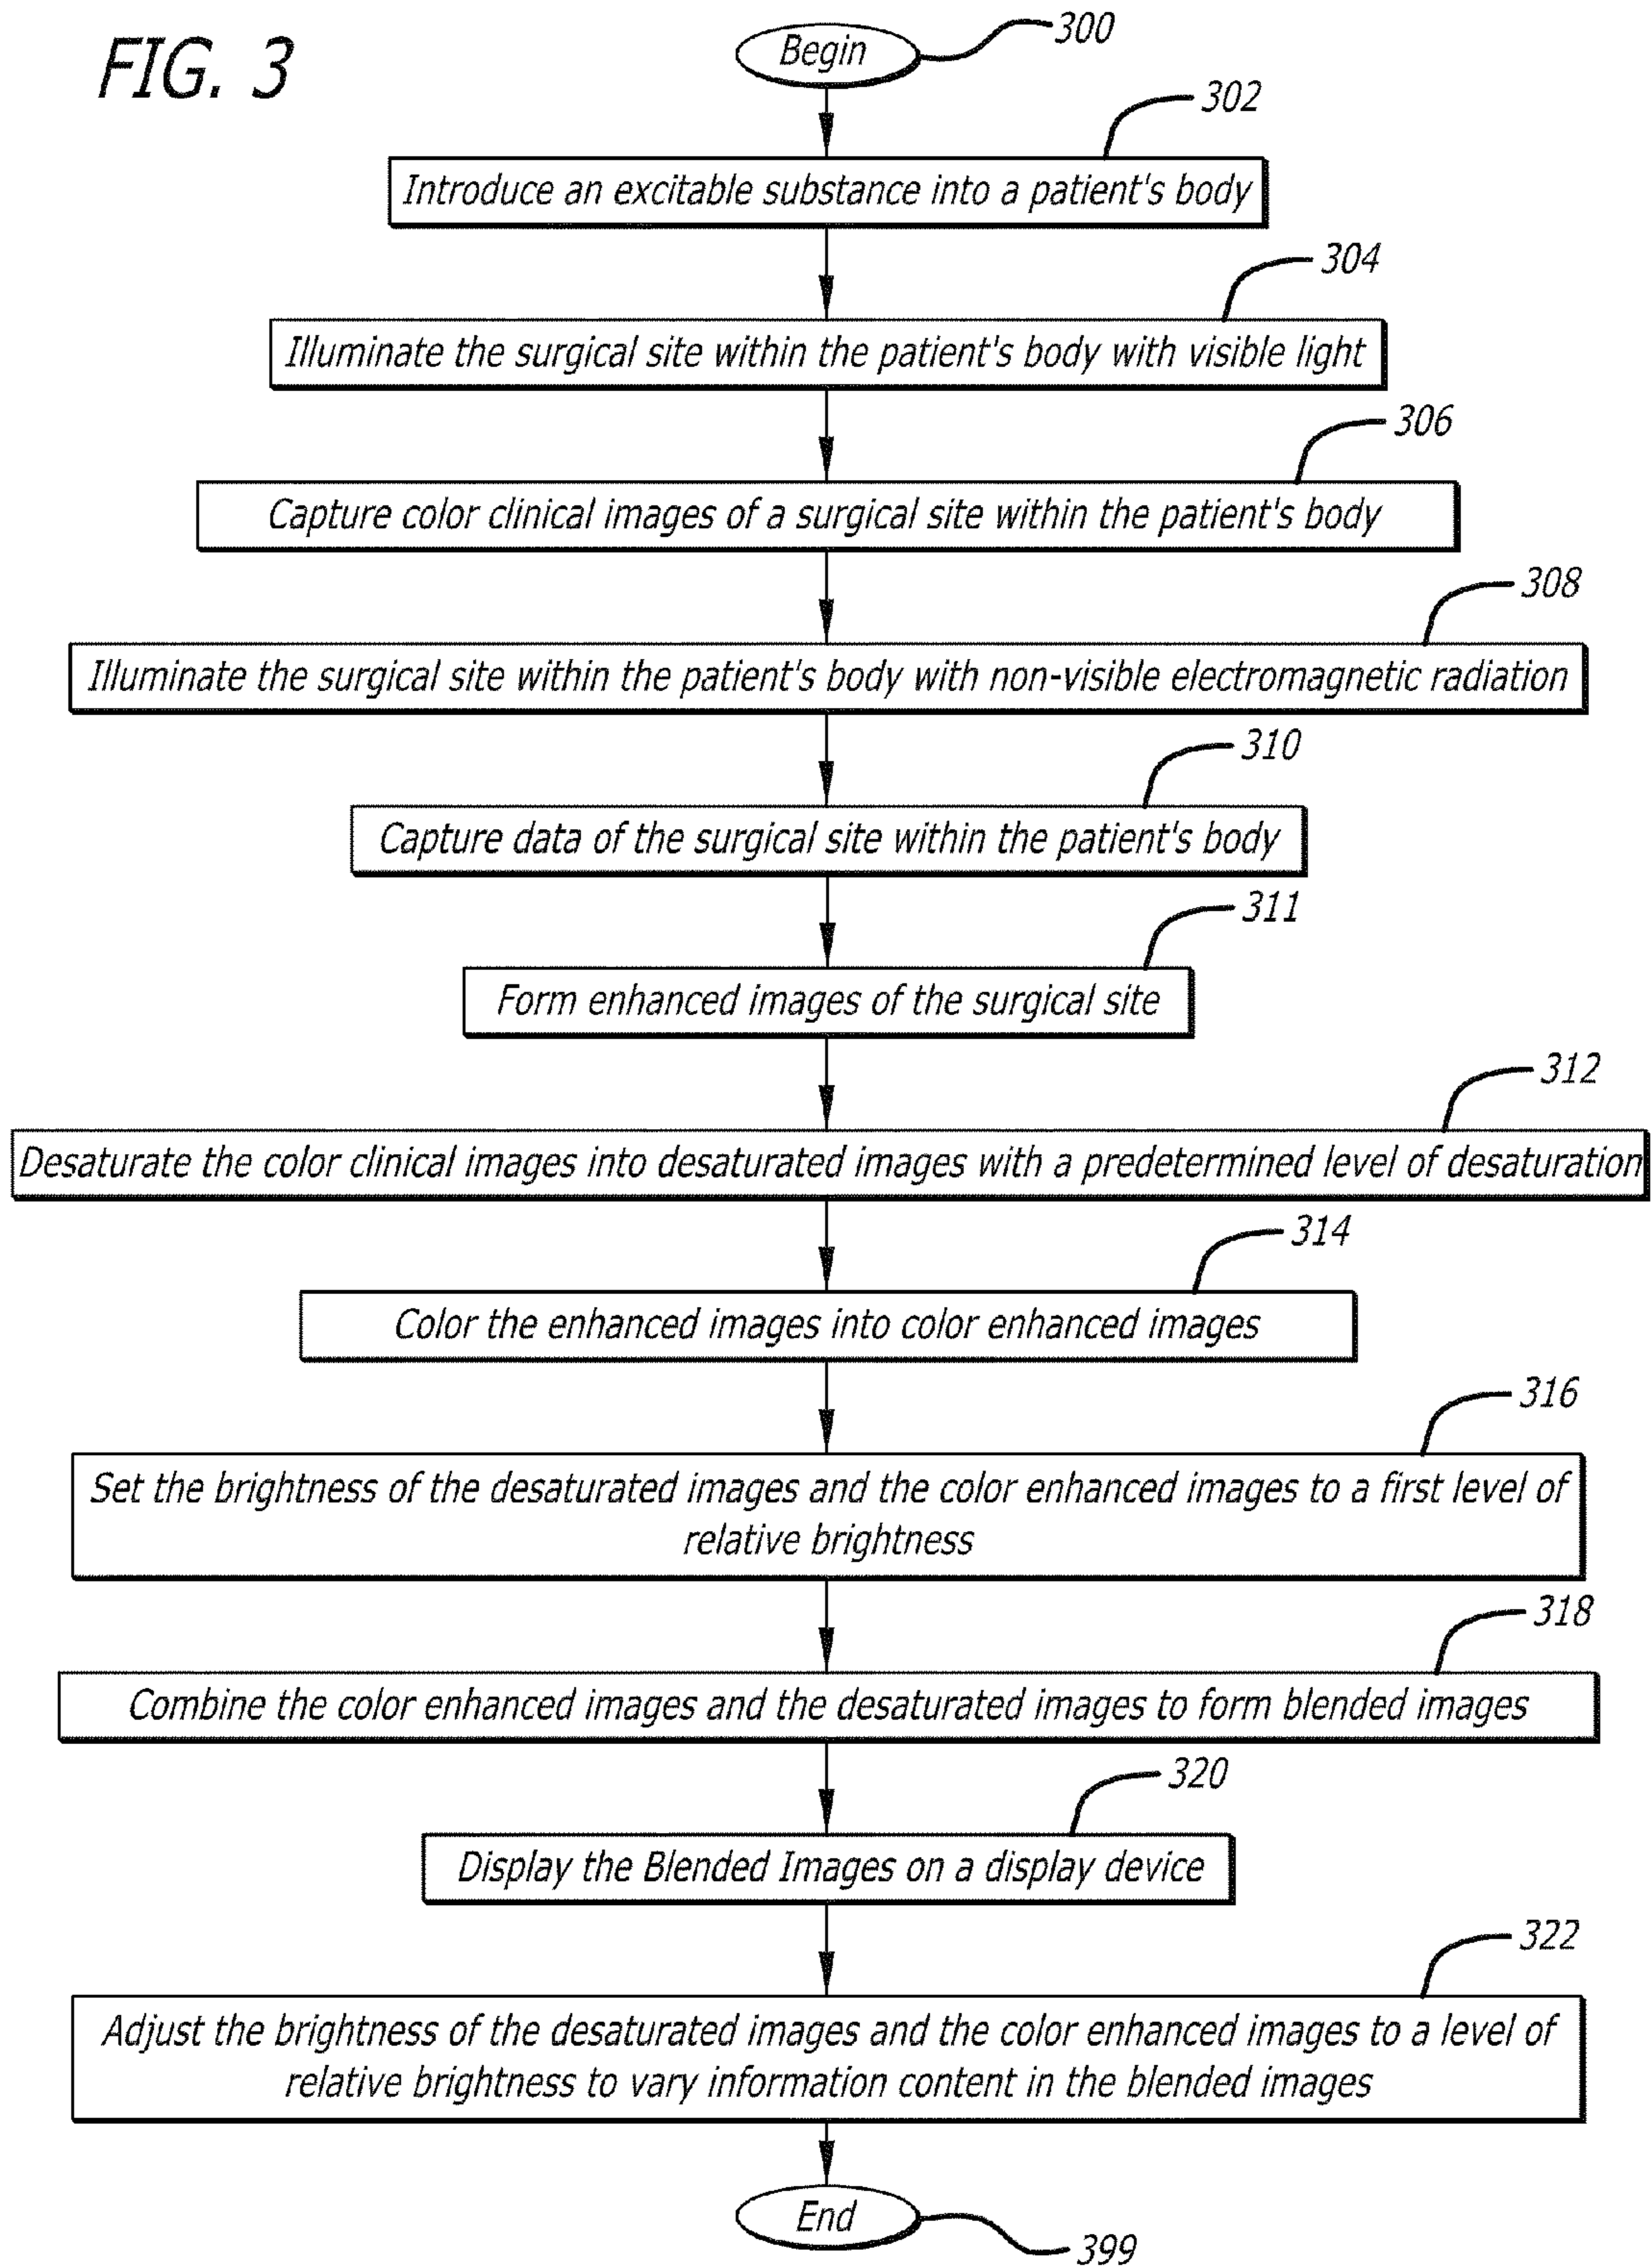 FIG. 3
Begin
300
302
Introduce an excitable substance into a patient's body
304
Illuminate the surgical site within the patient's body with visible light
306
Capture color clinical images of a surgical site within the patient's body
308
Illuminate the surgical site within the patient's body with non-visible electromagnetic radiation
310
Capture data of the surgical site within the patient's body
311
Form enhanced images of the surgical site
312
Desaturate the color clinical images into desaturated images with a predetermined level of desaturation
314
Color the enhanced images into color enhanced images
316
Set the brightness of the desaturated images and the color enhanced images to a first level of
relative brightness
318
Combine the color enhanced images and the desaturated images to form blended images
320
Display the Blended Images on a display device
322
Adjust the brightness of the desaturated images and the color enhanced images to a level of
relative brightness to vary information content in the blended images
End
399